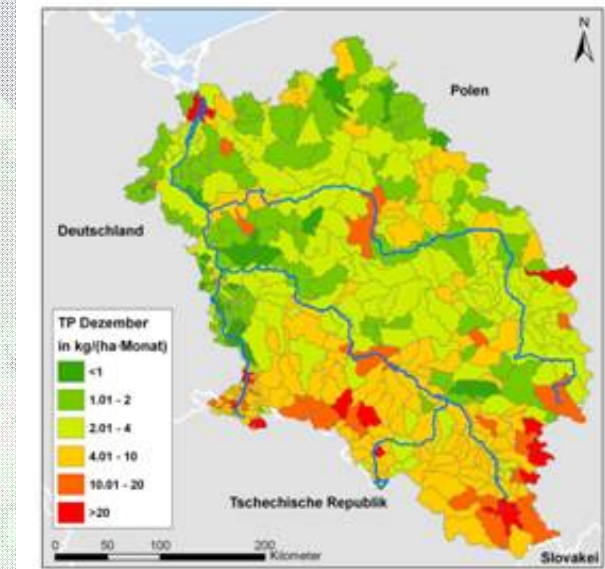 N
Polen
Deutschland
TP Dezember
in kg/(ha·Monat)
<1
1.01 - 2
2.01 - 4
4.01 - 10
10.01 - 20
>20
Tschechische Republik
Slovakei
0 50 100 200
Kilometer